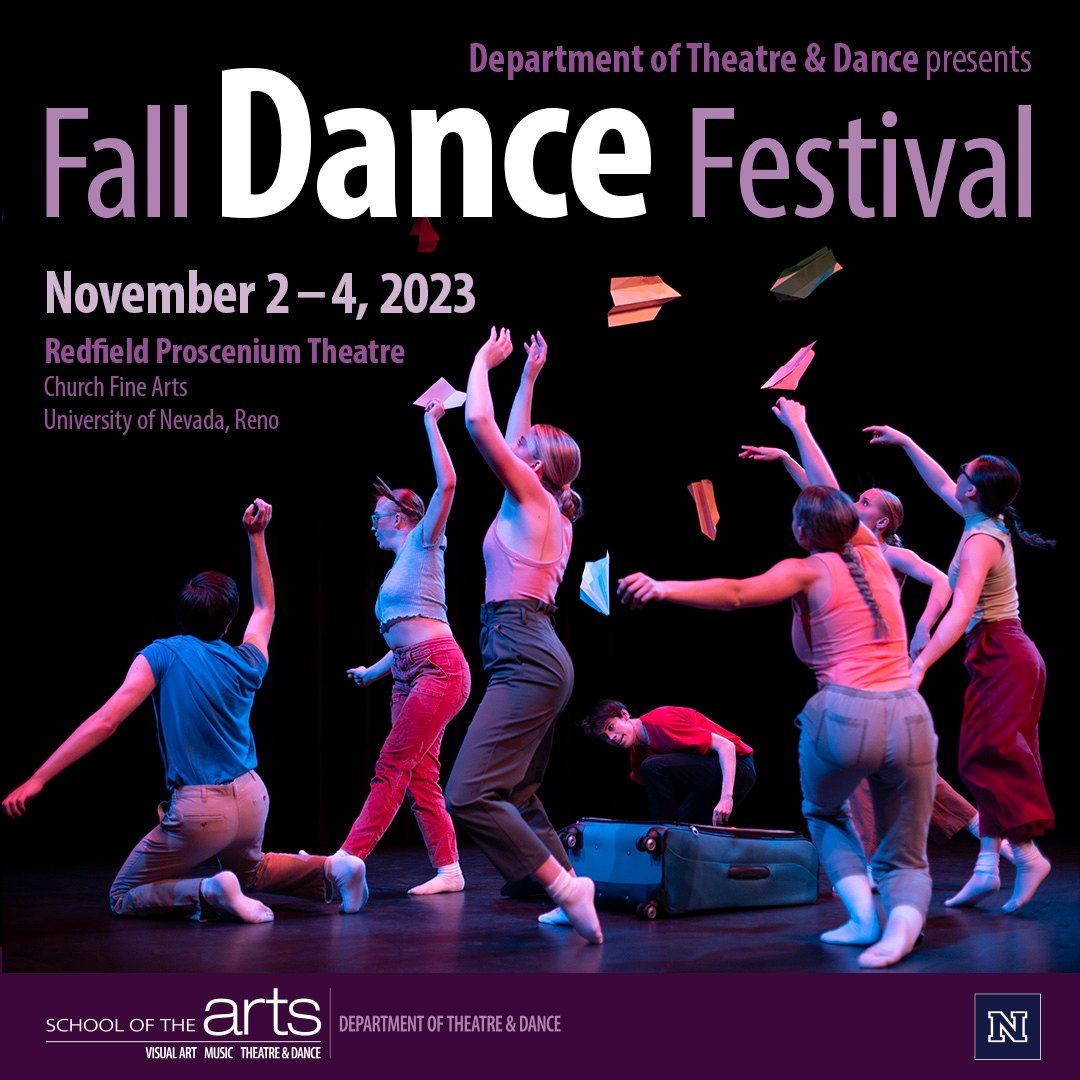 Department of Theatre & Dance presents
Fall Dance Festival
November 2 – 4, 2023
Redfield Proscenium Theatre
Church Fine Arts
University of Nevada, Reno
SCHOOL OF THE arts
VISUAL ART MUSIC THEATRE & DANCE
DEPARTMENT OF THEATRE & DANCE
N